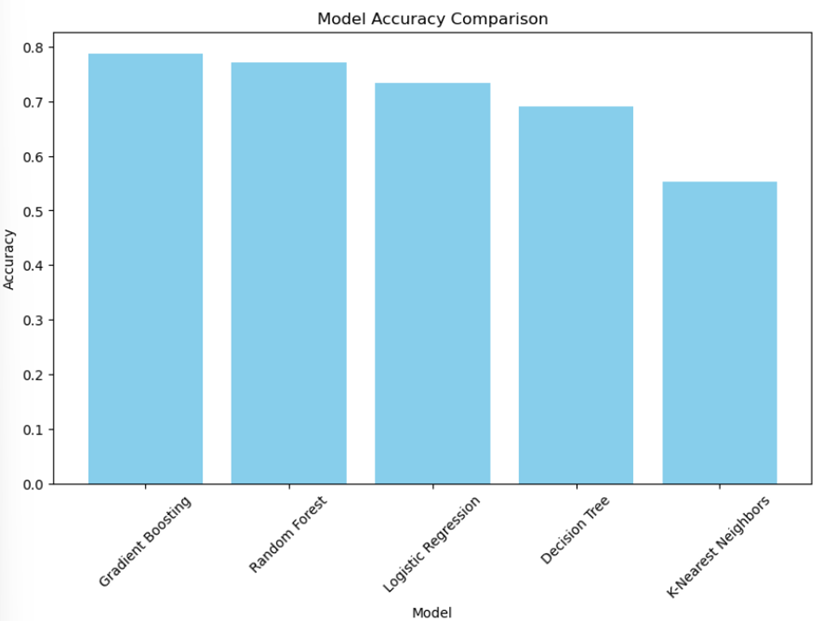 Model Accuracy Comparison
Accuracy
0.8
0.7
0.6
0.5
0.4
0.3
0.2
0.1
0.0
Gradient Boosting
Random Forest
Logistic Regression
Decision Tree
K-Nearest Neighbors
Model